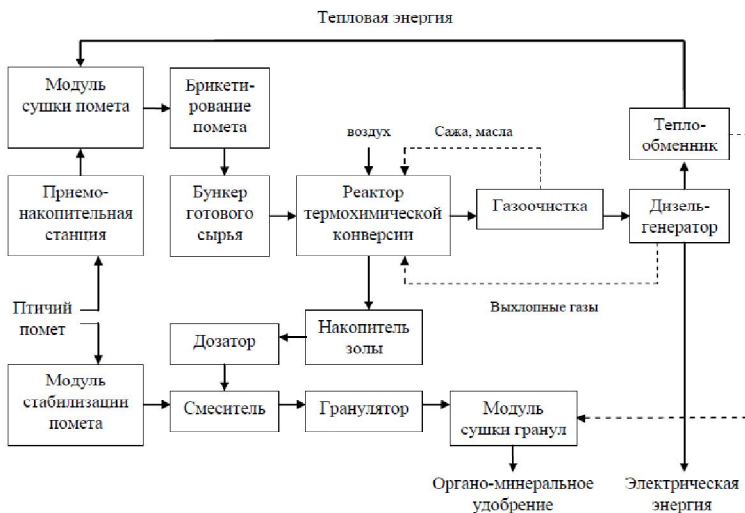 Тепловая энергия
Модуль
сушки помета
Брикети-
рование
помета
воздух
Сажа, масла
Тепло-
обменник
Приемо-
накопительная
станция
Бункер
готового
сырья
Реактор
термохимической
конверсии
Газоочистка
Дизель-
генератор
Выхлопные газы
Птичий
помет
Дозатор
Накопитель
золы
Модуль
стабилизации
помета
Смеситель
Гранулятор
Модуль
сушки гранул
Органо-минеральное
удобрение
Электрическая
энергия